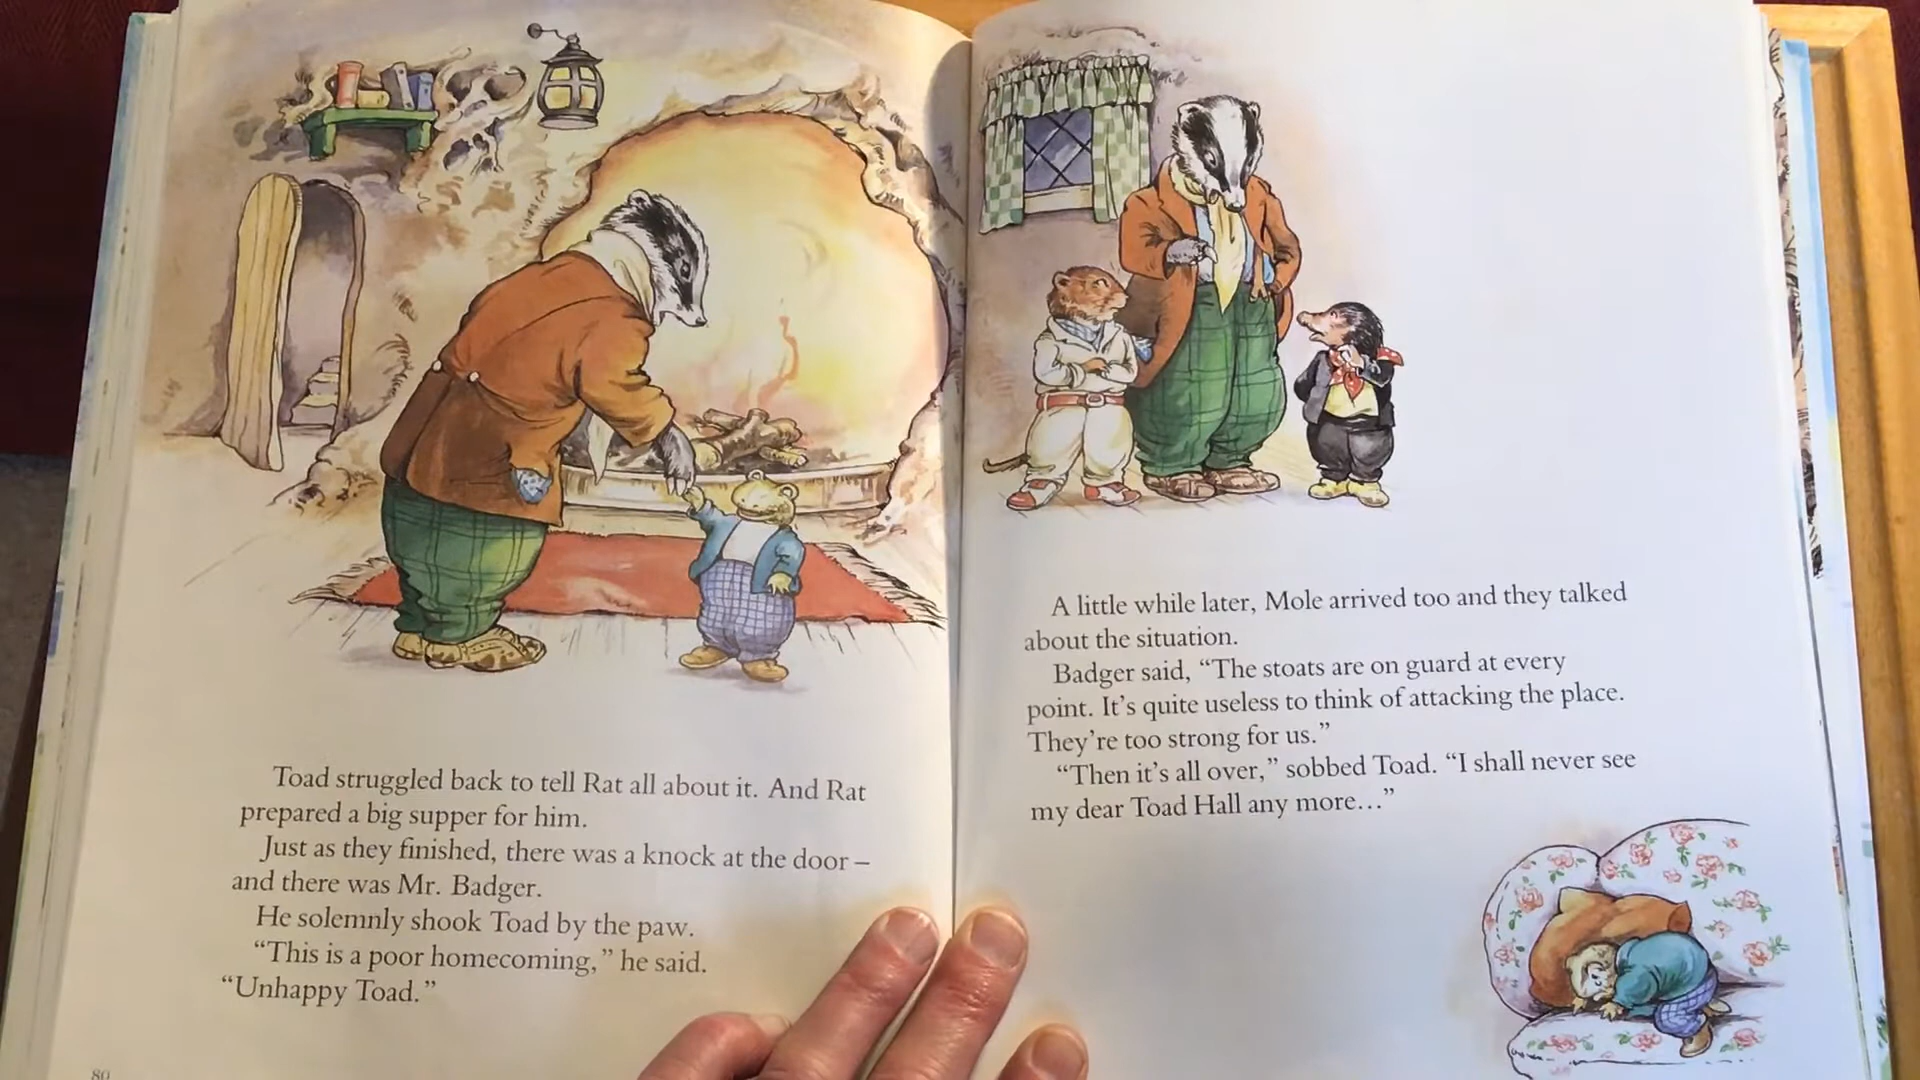 Toad struggled back to tell Rat all about it. And Rat
prepared a big supper for him.
Just as they finished, there was a knock at the door –
and there was Mr. Badger.
He solemnly shook Toad by the paw.
“This is a poor homecoming,” he said.
“Unhappy Toad.”
80
A little while later, Mole arrived too and they talked
about the situation.
Badger said, “The stoats are on guard at every
point. It’s quite useless to think of attacking the place.
They’re too strong for us.”
“Then it’s all over,” sobbed Toad. “I shall never see
my dear Toad Hall any more…”